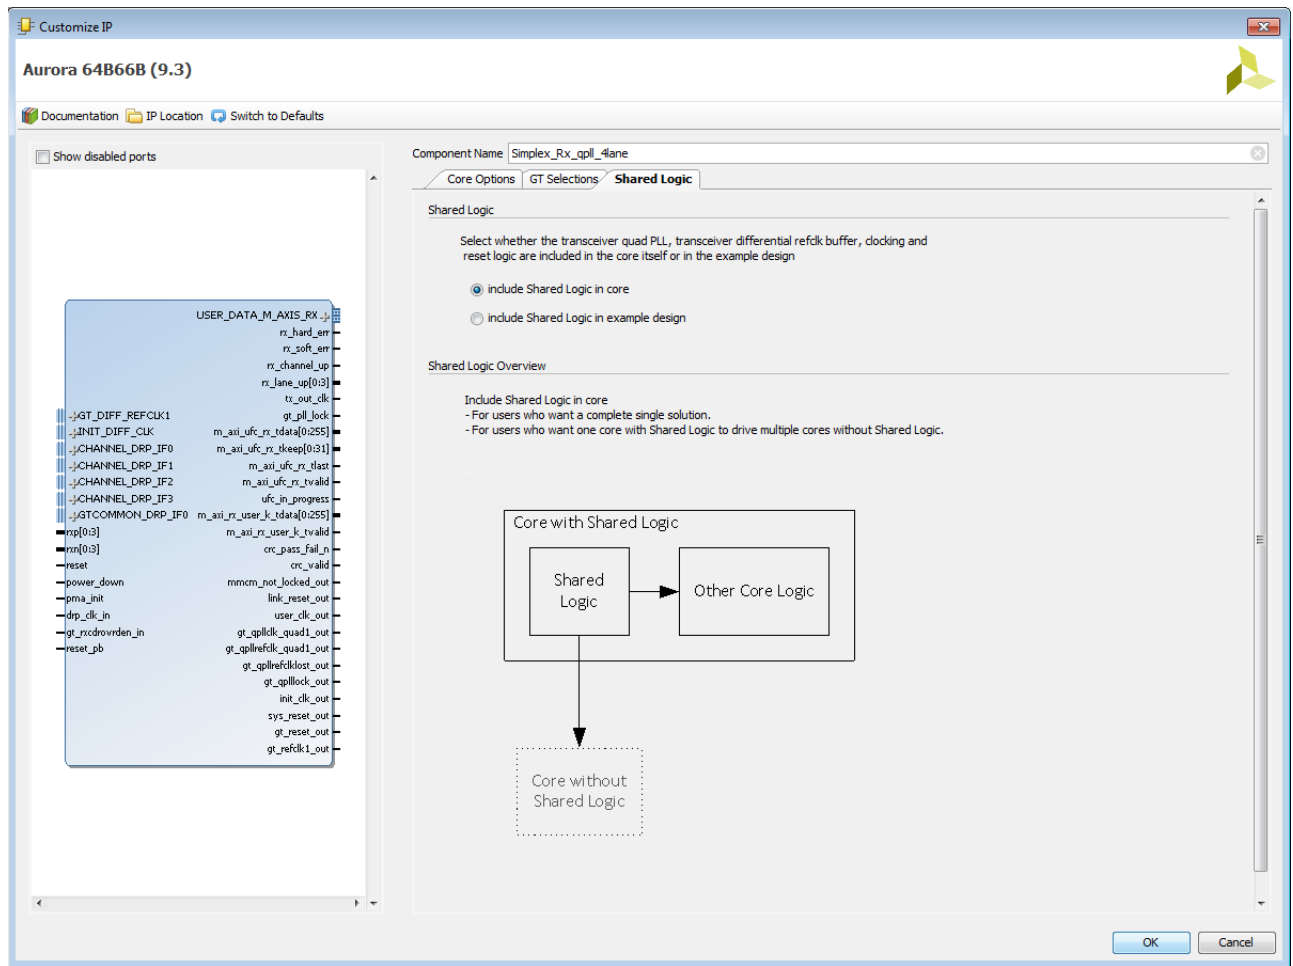 Customize IP
Aurora 64B66B (9.3)
Documentation IP Location Switch to Defaults
Show disabled ports
USER_DATA_M_AXIS_RX
rx_hard_err
rx_soft_err
rx_channel_up
rx_lane_up[0:3]
tx_out_clk
GT_DIFF_REFCLK1 gt_pll_lock
INIT_DIFF_CLK m_axi_ufc_rx_tdata[0:255]
CHANNEL_DRP_IF0 m_axi_ufc_rx_tkeep[0:31]
CHANNEL_DRP_IF1 m_axi_ufc_rx_tlast
CHANNEL_DRP_IF2 m_axi_ufc_rx_tvalid
CHANNEL_DRP_IF3 ufc_in_progress
GTCOMMON_DRP_IF0 m_axi_rx_user_k_tdata[0:255]
rxp[0:3] m_axi_rx_user_k_tvalid
rxn[0:3] crc_pass_fail_n
reset crc_valid
power_down mmcm_not_locked_out
pma_init link_reset_out
drp_clk_in user_clk_out
gt_rxcdrovrden_in gt_qpllclk_quad1_out
reset_pb gt_qpllrefclk_quad1_out
gt_qpllrefclklost_out
gt_qplllock_out
init_clk_out
sys_reset_out
gt_reset_out
gt_refclk1_out
Component Name Simplex_Rx_qpll_4lane
Core Options GT Selections Shared Logic
Shared Logic
Select whether the transceiver quad PLL, transceiver differential refclk buffer, clocking and
reset logic are included in the core itself or in the example design
include Shared Logic in core
include Shared Logic in example design
Shared Logic Overview
Include Shared Logic in core
- For users who want a complete single solution.
- For users who want one core with Shared Logic to drive multiple cores without Shared Logic.
Core with Shared Logic
Shared
Logic
Other Core Logic
Core without
Shared Logic
OK Cancel